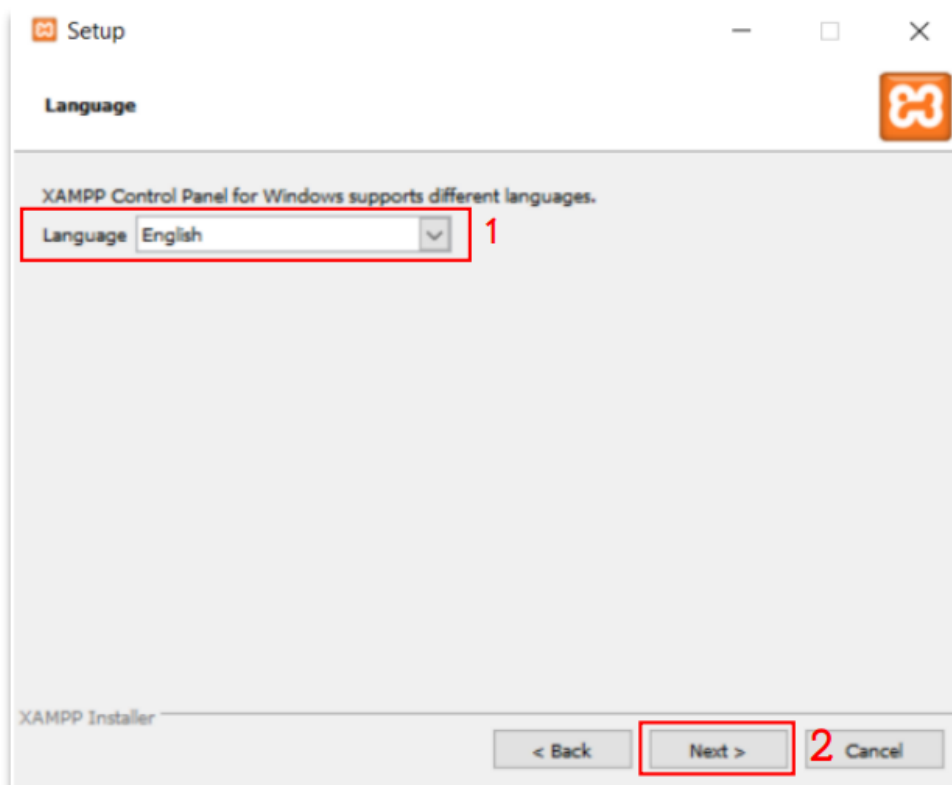 Setup
Language
XAMPP Control Panel for Windows supports different languages.
Language English 1
XAMPP Installer
< Back Next > 2 Cancel